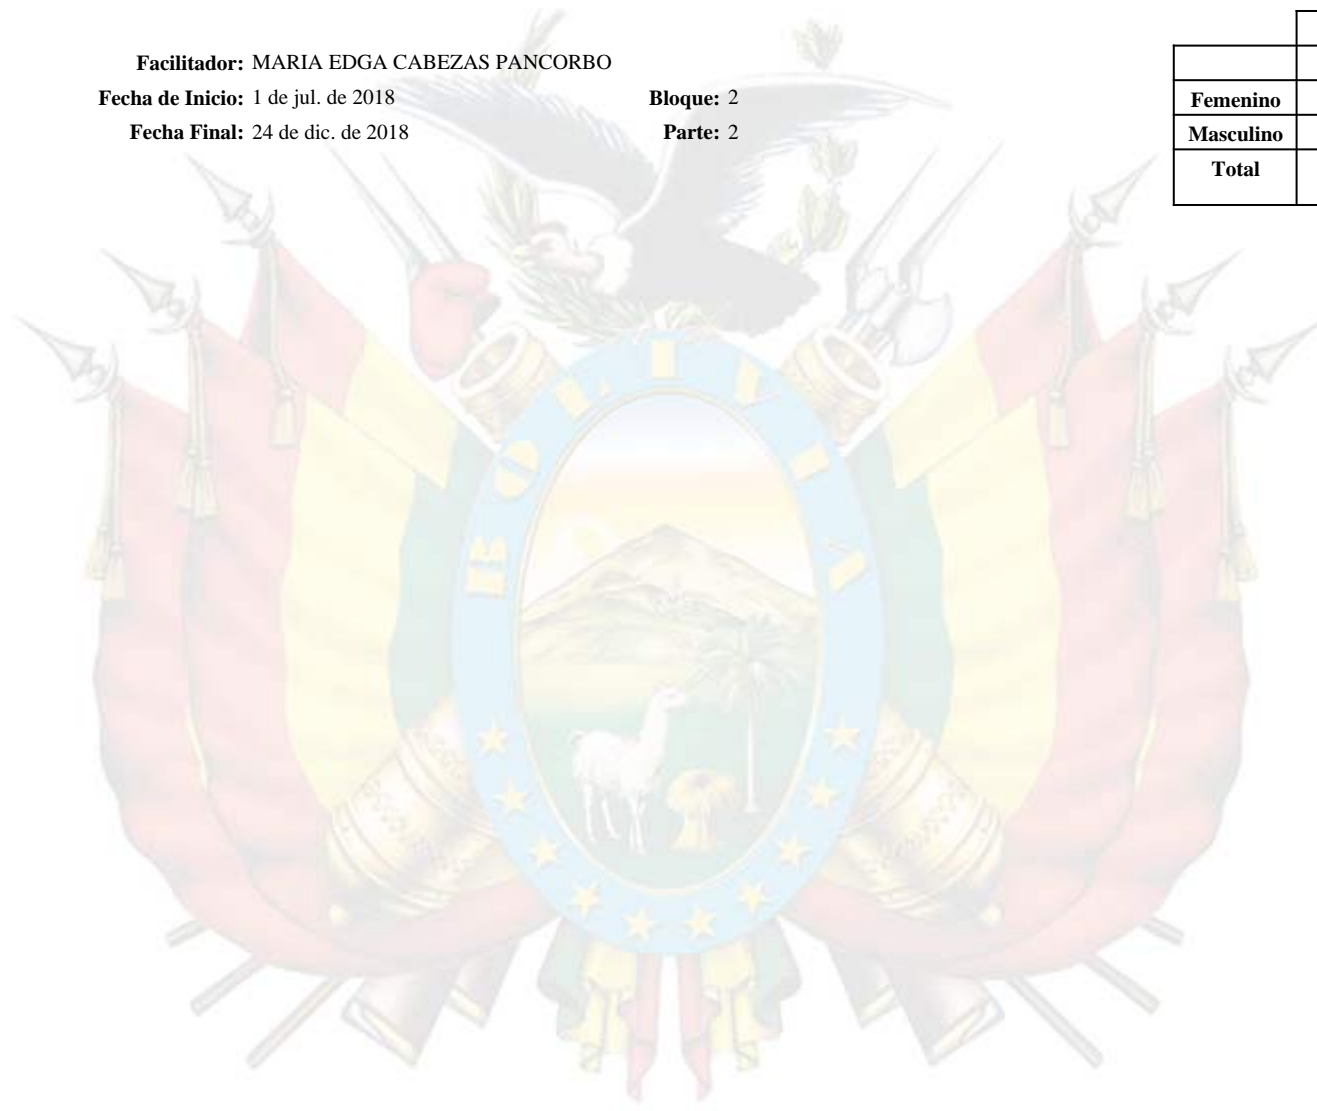 Facilitador: MARIA EDGA CABEZAS PANCORBO
Fecha de Inicio: 1 de jul. de 2018 Bloque: 2
Fecha Final: 24 de dic. de 2018 Parte: 2
Femenino
Masculino
Total
BOLIVIA